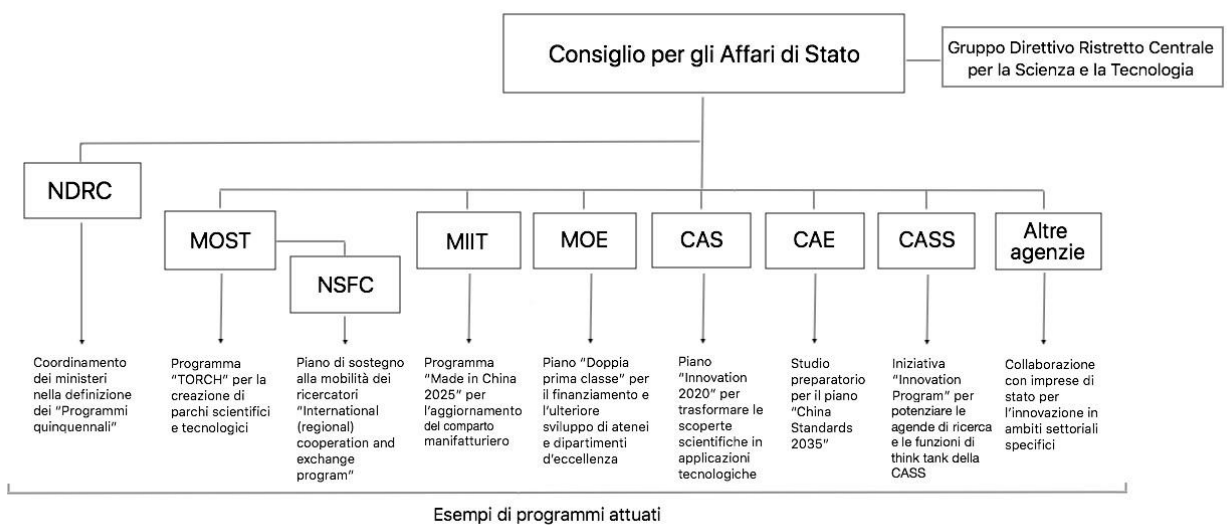 Consiglio per gli Affari di Stato
Gruppo Direttivo Ristretto Centrale
per la Scienza e la Tecnologia
NDRC
MOST
NSFC
MIIT
MOE
CAS
CAE
CASS
Altre
agenzie
Coordinamento
dei ministeri
nella definizione
dei “Programmi
quinquennali”
Programma
“TORCH” per la
creazione di
parchi scientifici
e tecnologici
Piano di sostegno
alla mobilità dei
ricercatori
“International
(regional)
cooperation and
exchange
program”
Programma
“Made in China
2025” per
l’aggiornamento
del comparto
manifatturiero
Piano “Doppia
prima classe” per
il finanziamento e
l’ulteriore
sviluppo di atenei
e dipartimenti
d’eccellenza
Piano
“Innovation
2020” per
trasformare le
scoperte
scientifiche in
applicazioni
tecnologiche
Studio
preparatorio
per il piano
“China
Standards
2035”
Iniziativa
“Innovation
Program” per
potenziare le
agende di ricerca
e le funzioni di
think tank della
CASS
Collaborazione
con imprese di
stato per
l’innovazione in
ambiti settoriali
specifici
Esempi di programmi attuati